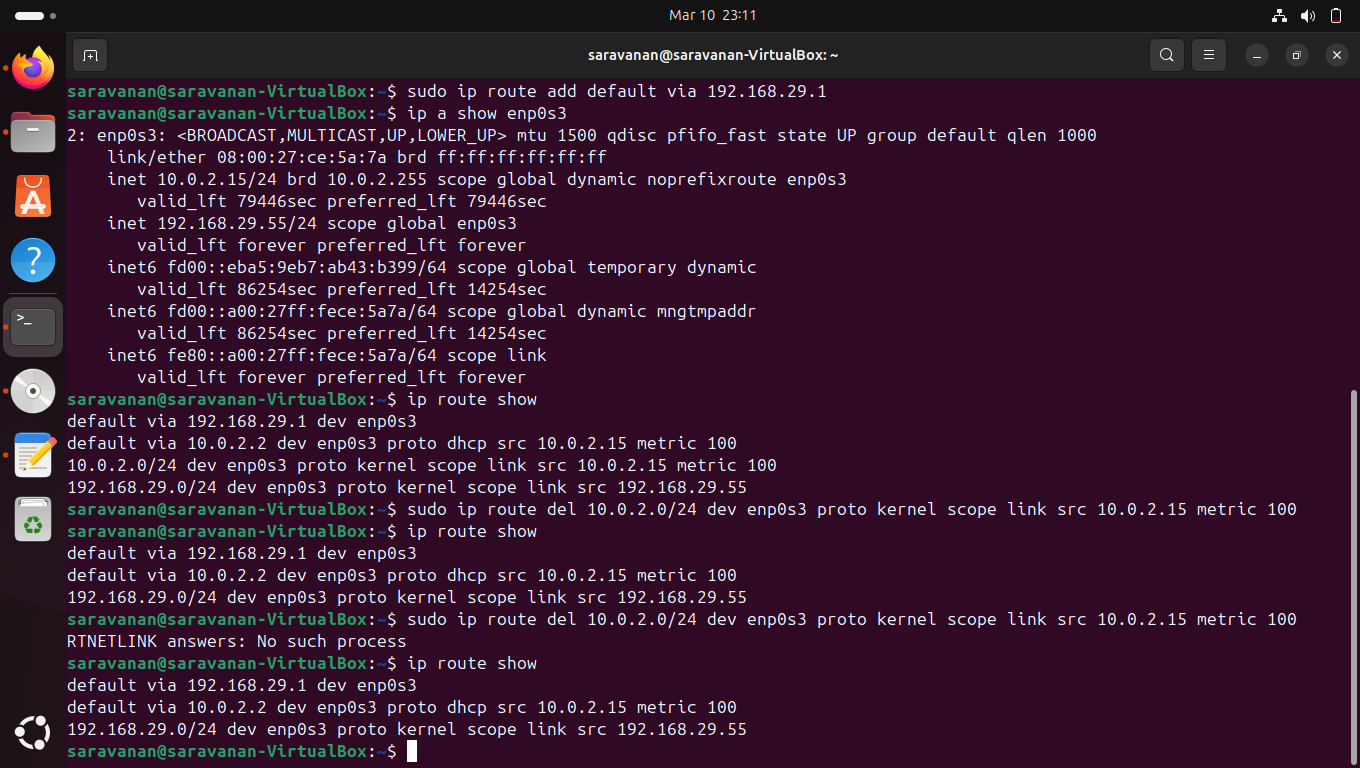 Mar 10 23:11
saravanan@saravanan-VirtualBox: ~
saravanan@saravanan-VirtualBox:~$ sudo ip route add default via 192.168.29.1
saravanan@saravanan-VirtualBox:~$ ip a show enp0s3
2: enp0s3: <BROADCAST,MULTICAST,UP,LOWER_UP> mtu 1500 qdisc pfifo_fast state UP group default qlen 1000
    link/ether 08:00:27:ce:5a:7a brd ff:ff:ff:ff:ff:ff
    inet 10.0.2.15/24 brd 10.0.2.255 scope global dynamic noprefixroute enp0s3
       valid_lft 79446sec preferred_lft 79446sec
    inet 192.168.29.55/24 scope global enp0s3
       valid_lft forever preferred_lft forever
    inet6 fd00::eba5:9eb7:ab43:b399/64 scope global temporary dynamic
       valid_lft 86254sec preferred_lft 14254sec
    inet6 fd00::a00:27ff:fece:5a7a/64 scope global dynamic mngtmpaddr
       valid_lft 86254sec preferred_lft 14254sec
    inet6 fe80::a00:27ff:fece:5a7a/64 scope link
       valid_lft forever preferred_lft forever
saravanan@saravanan-VirtualBox:~$ ip route show
default via 192.168.29.1 dev enp0s3
default via 10.0.2.2 dev enp0s3 proto dhcp src 10.0.2.15 metric 100
10.0.2.0/24 dev enp0s3 proto kernel scope link src 10.0.2.15 metric 100
192.168.29.0/24 dev enp0s3 proto kernel scope link src 192.168.29.55
saravanan@saravanan-VirtualBox:~$ sudo ip route del 10.0.2.0/24 dev enp0s3 proto kernel scope link src 10.0.2.15 metric 100
saravanan@saravanan-VirtualBox:~$ ip route show
default via 192.168.29.1 dev enp0s3
default via 10.0.2.2 dev enp0s3 proto dhcp src 10.0.2.15 metric 100
192.168.29.0/24 dev enp0s3 proto kernel scope link src 192.168.29.55
saravanan@saravanan-VirtualBox:~$ sudo ip route del 10.0.2.0/24 dev enp0s3 proto kernel scope link src 10.0.2.15 metric 100
RTNETLINK answers: No such process
saravanan@saravanan-VirtualBox:~$ ip route show
default via 192.168.29.1 dev enp0s3
default via 10.0.2.2 dev enp0s3 proto dhcp src 10.0.2.15 metric 100
192.168.29.0/24 dev enp0s3 proto kernel scope link src 192.168.29.55
saravanan@saravanan-VirtualBox:~$